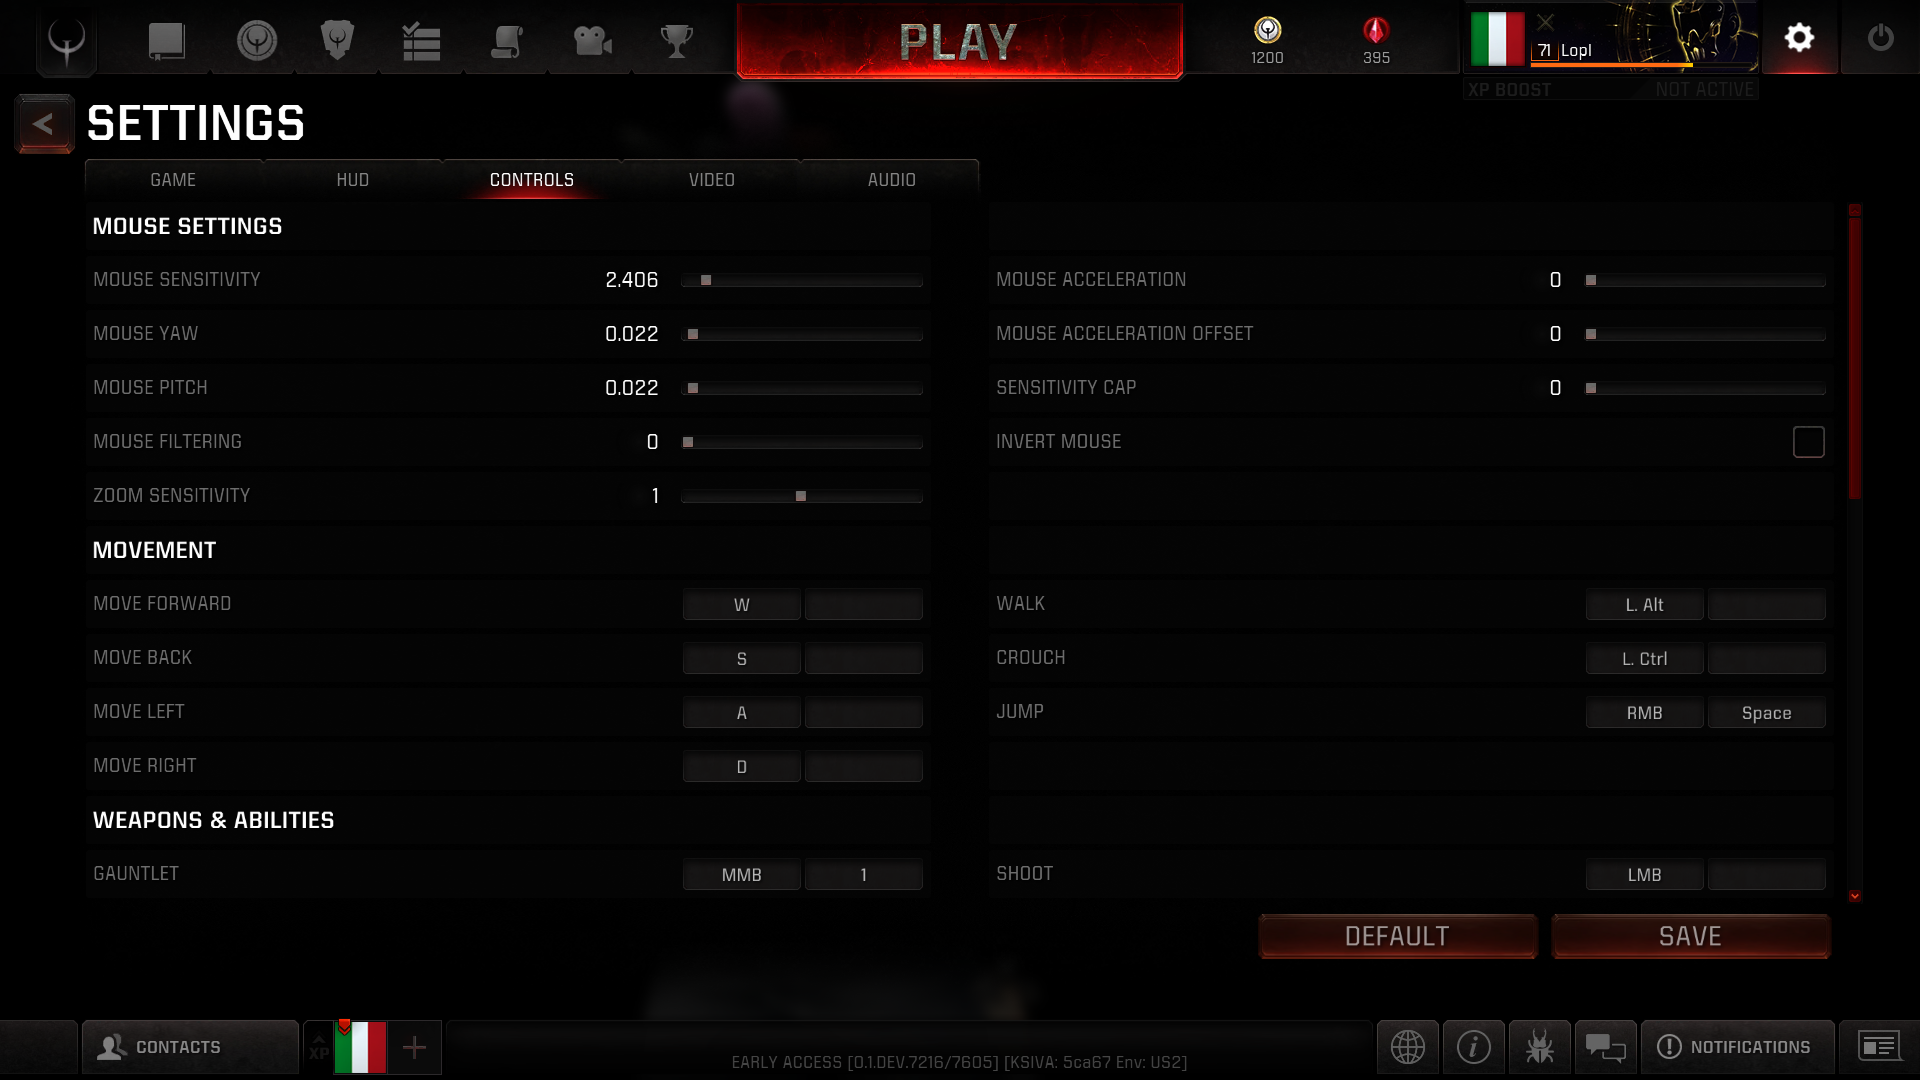 PLAY
1200
395
71 Lopl
XP BOOST NOT ACTIVE
<
SETTINGS
GAME HUD CONTROLS VIDEO AUDIO
MOUSE SETTINGS
MOUSE SENSITIVITY 2.406
MOUSE ACCELERATION 0
MOUSE YAW 0.022
MOUSE ACCELERATION OFFSET 0
MOUSE PITCH 0.022
SENSITIVITY CAP 0
MOUSE FILTERING 0
INVERT MOUSE
ZOOM SENSITIVITY 1
MOVEMENT
MOVE FORWARD W
WALK L. Alt
MOVE BACK S
CROUCH L. Ctrl
MOVE LEFT A
JUMP RMB Space
MOVE RIGHT D
WEAPONS & ABILITIES
GAUNTLET MMB 1
SHOOT LMB
DEFAULT SAVE
CONTACTS
XP
EARLY ACCESS [0.1.DEV.7216/7605] [KSIVA: 5ca67 Env: US2]
NOTIFICATIONS